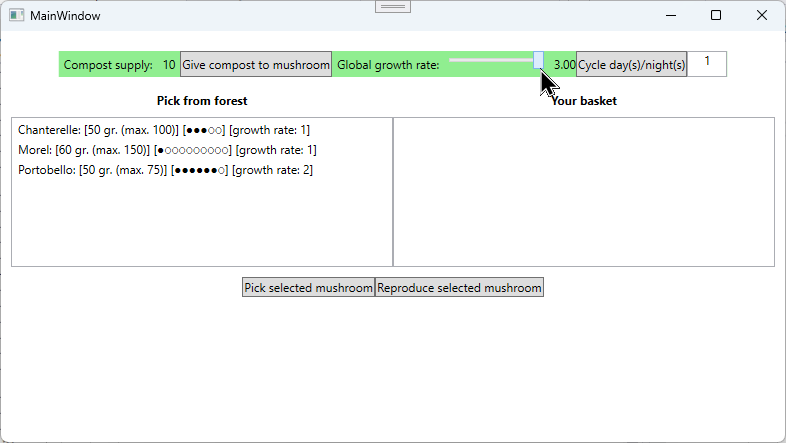 MainWindow
Compost supply: 10 Give compost to mushroom Global growth rate: 3.00 Cycle day(s)/night(s) 1
Pick from forest Your basket
Chanterelle: [50 gr. (max. 100)] [●●●○○] [growth rate: 1]
Morel: [60 gr. (max. 150)] [●○○○○○○○○○] [growth rate: 1]
Portobello: [50 gr. (max. 75)] [●●●●●●○] [growth rate: 2]
Pick selected mushroom Reproduce selected mushroom